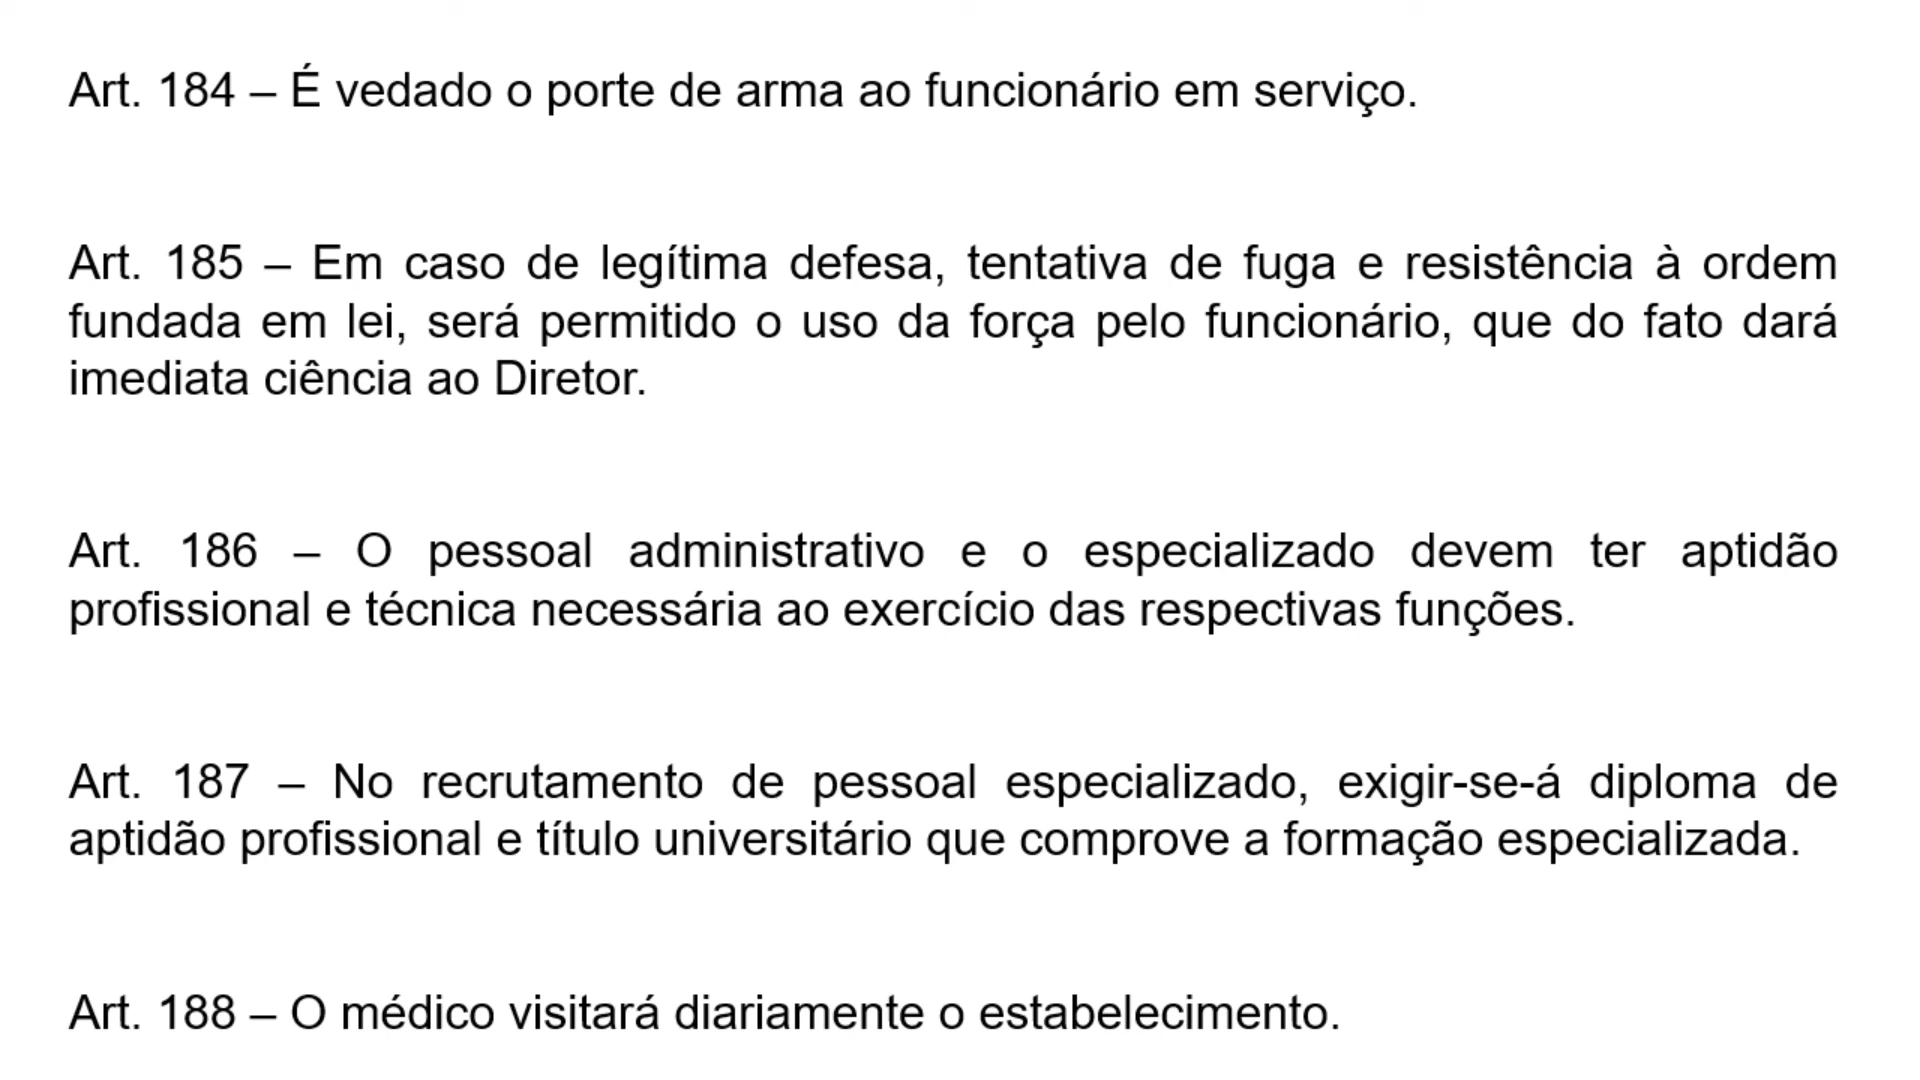 Art. 184 – É vedado o porte de arma ao funcionário em serviço.
Art. 185 – Em caso de legítima defesa, tentativa de fuga e resistência à ordem
fundada em lei, será permitido o uso da força pelo funcionário, que do fato dará
imediata ciência ao Diretor.
Art. 186 – O pessoal administrativo e o especializado devem ter aptidão
profissional e técnica necessária ao exercício das respectivas funções.
Art. 187 – No recrutamento de pessoal especializado, exigir-se-á diploma de
aptidão profissional e título universitário que comprove a formação especializada.
Art. 188 – O médico visitará diariamente o estabelecimento.